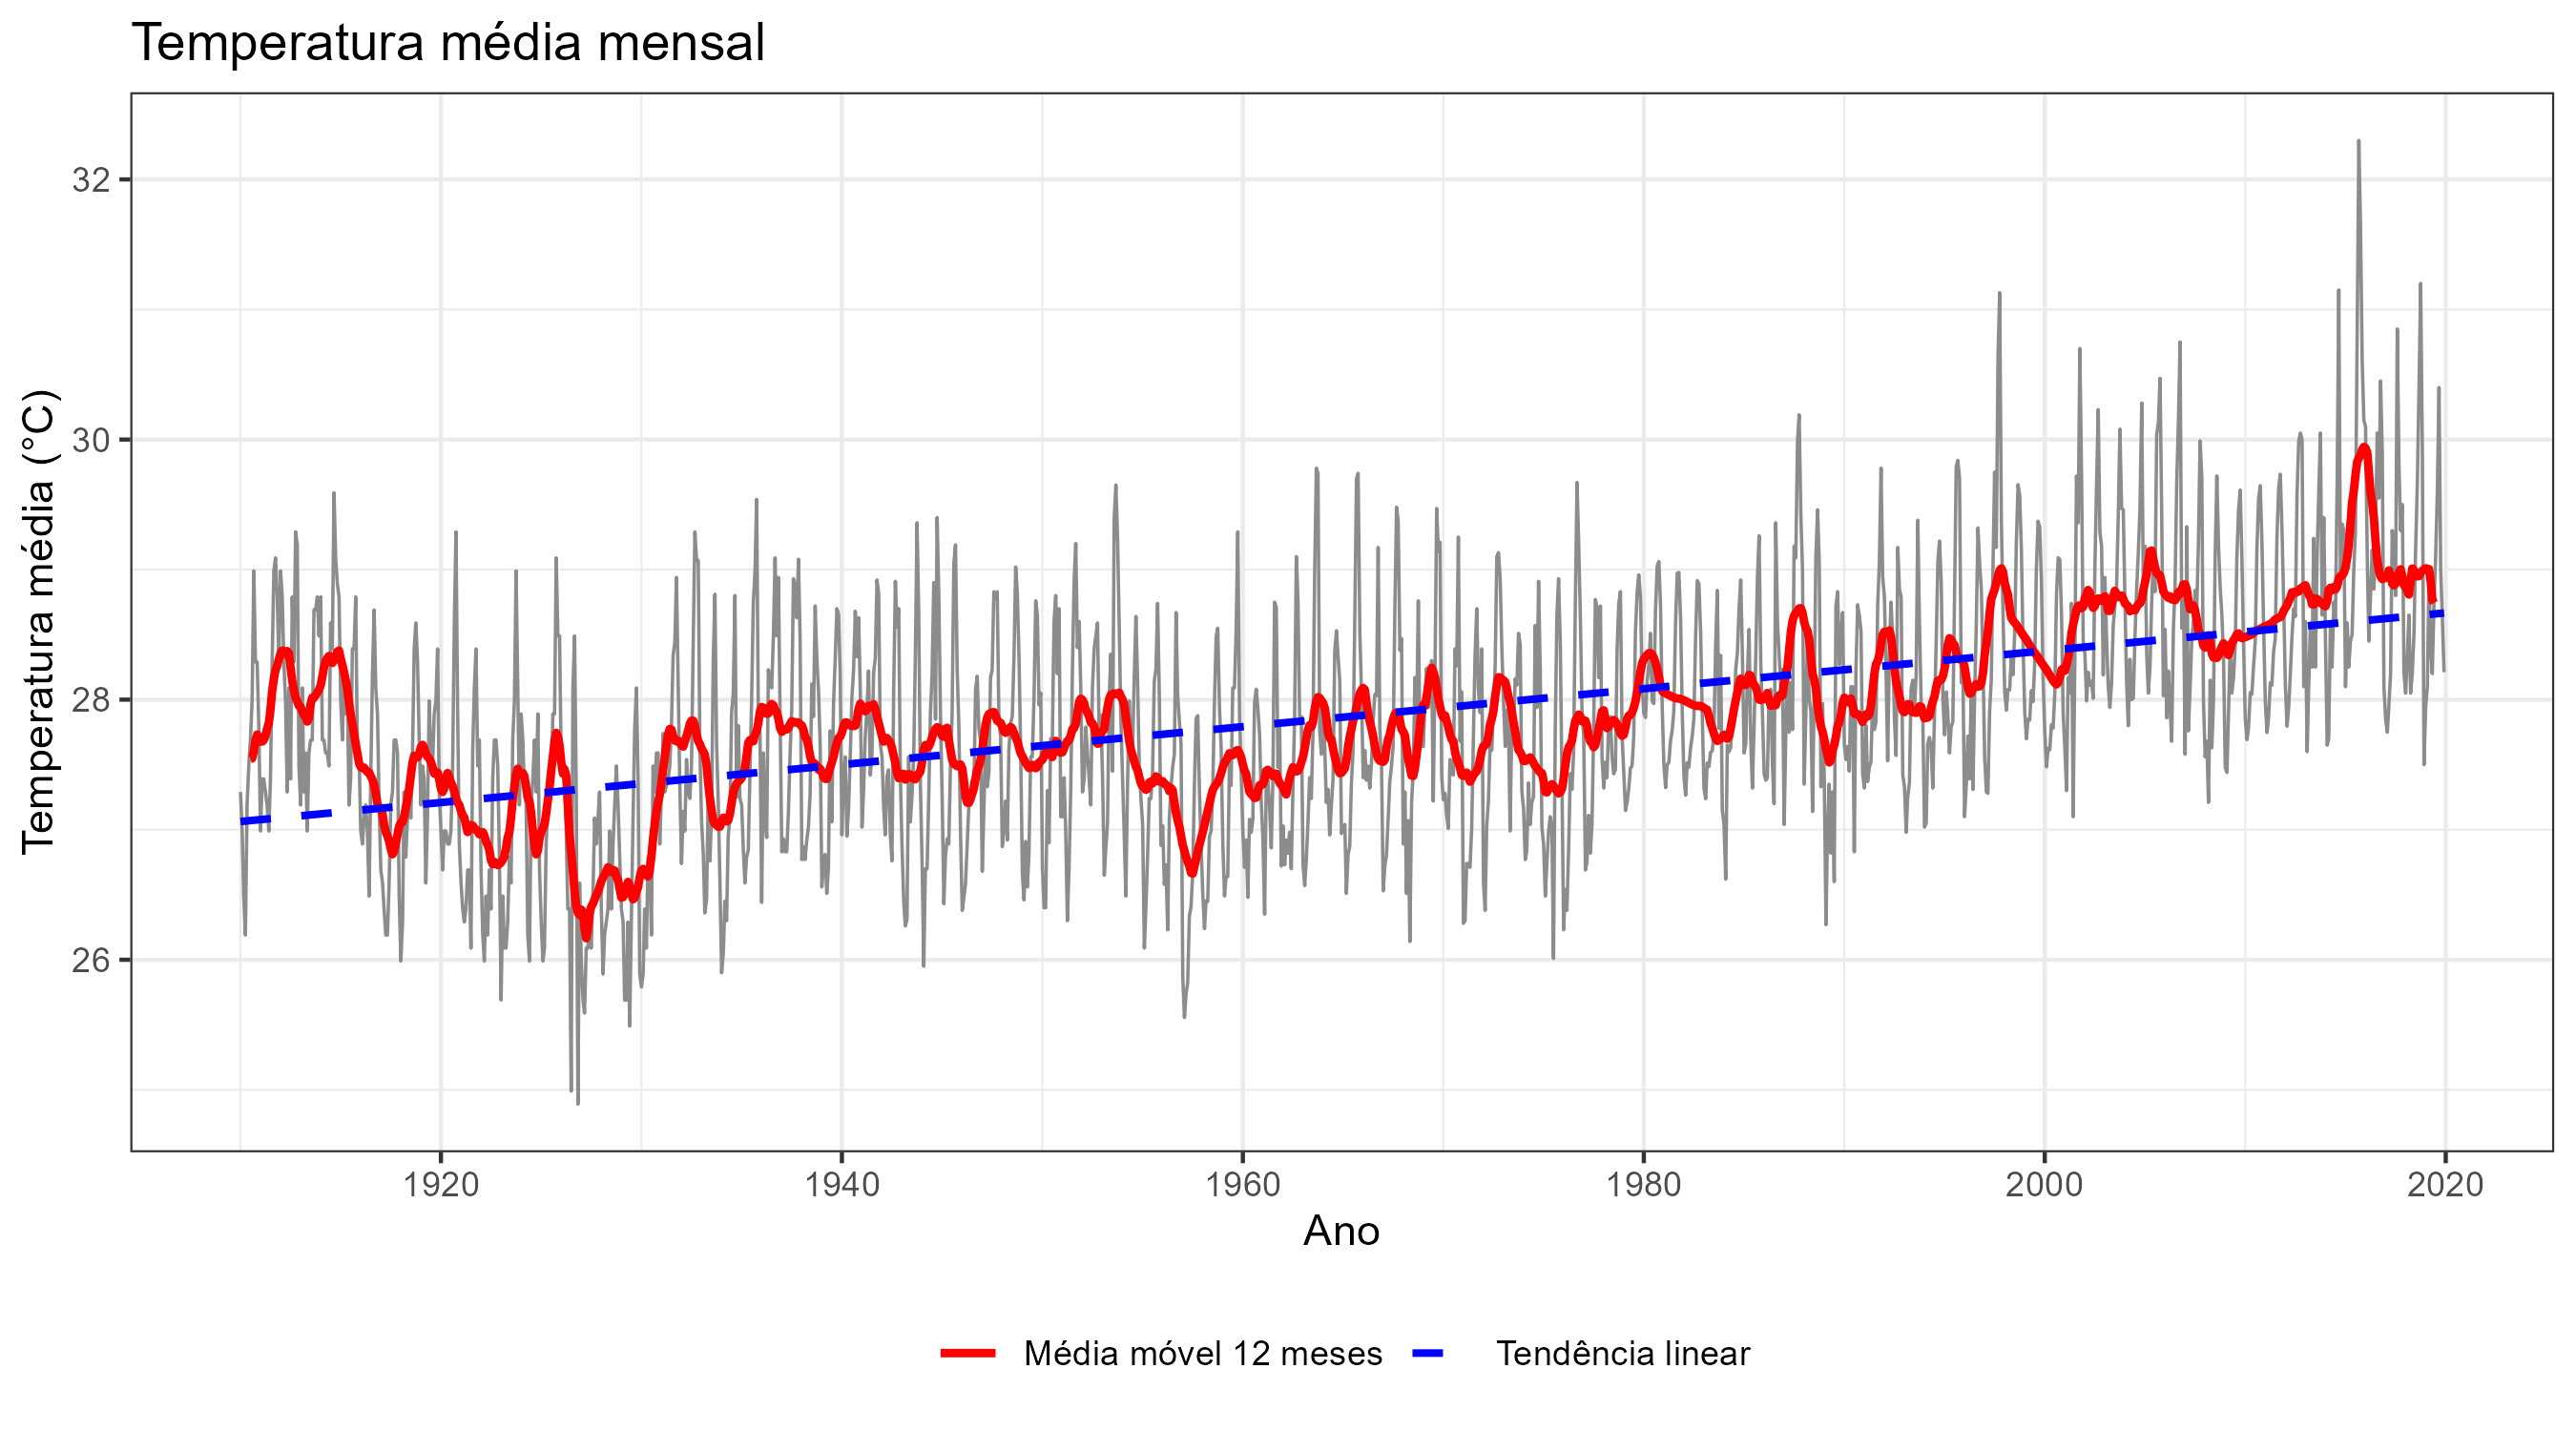 Temperatura média mensal
Temperatura média (°C)
32
30
28
26
1920 1940 1960 1980 2000 2020
Ano
Média móvel 12 meses Tendência linear